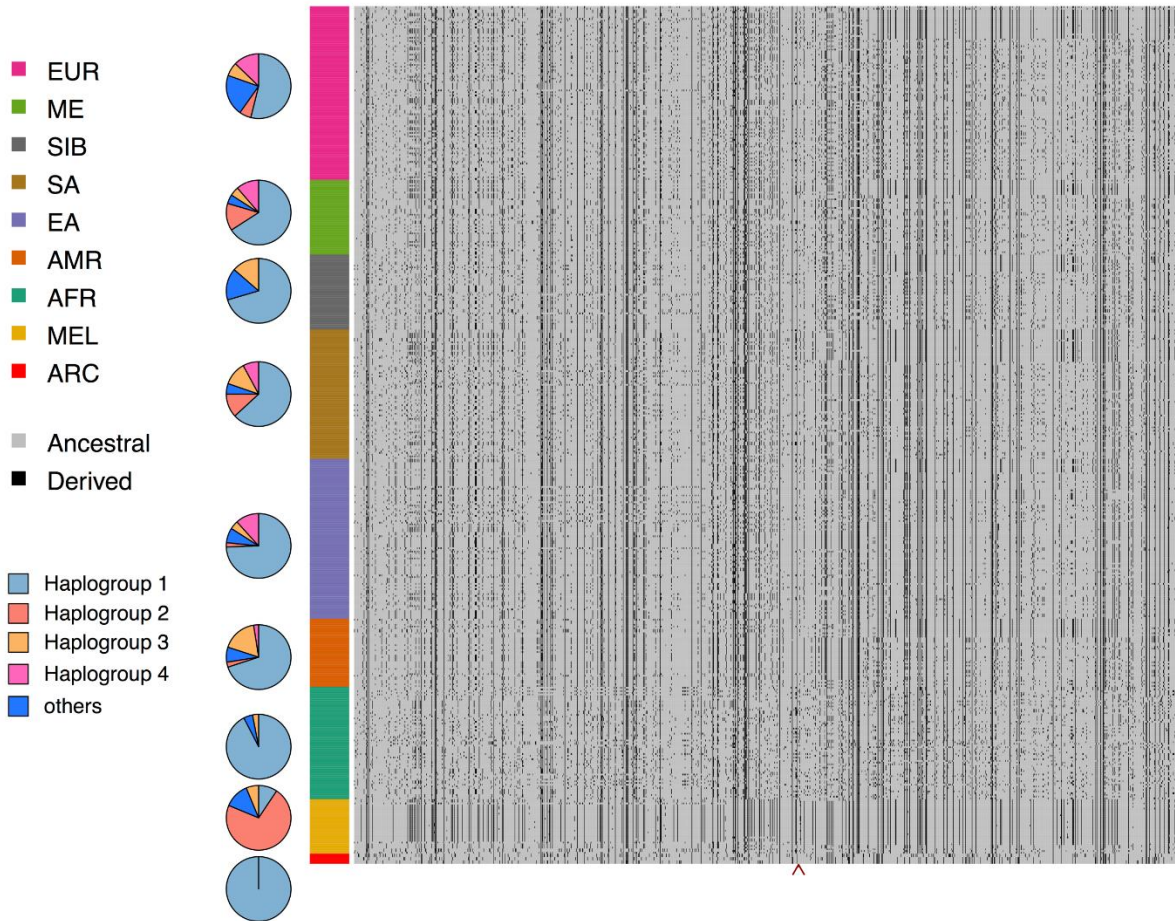 EUR
ME
SIB
SA
EA
AMR
AFR
MEL
ARC
Ancestral
Derived
Haplogroup 1
Haplogroup 2
Haplogroup 3
Haplogroup 4
others